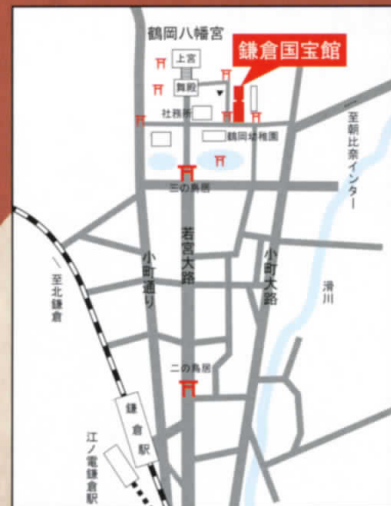 鶴岡八幡宮
鎌倉国宝館
上宮
舞殿
社務所
鶴岡幼稚園
三の鳥居
至朝比奈インター
若宮大路
小町通り
小町大路
滑川
至北鎌倉
二の鳥居
鎌倉駅
江ノ電鎌倉駅